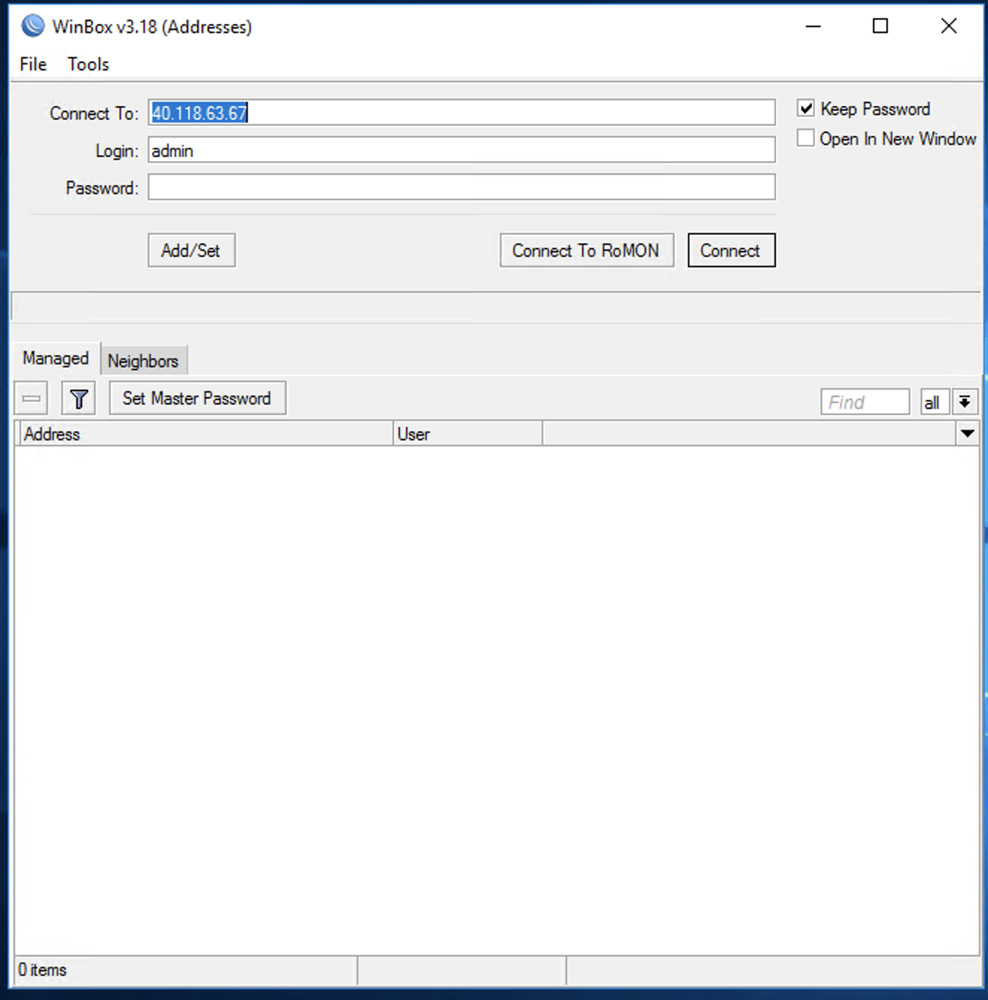 WinBox v3.18 (Addresses)
File Tools
Connect To: 40.118.63.67
Keep Password
Open In New Window
Login: admin
Password:
Add/Set Connect To RoMON Connect
Managed Neighbors
Set Master Password Find all
Address User
0 items